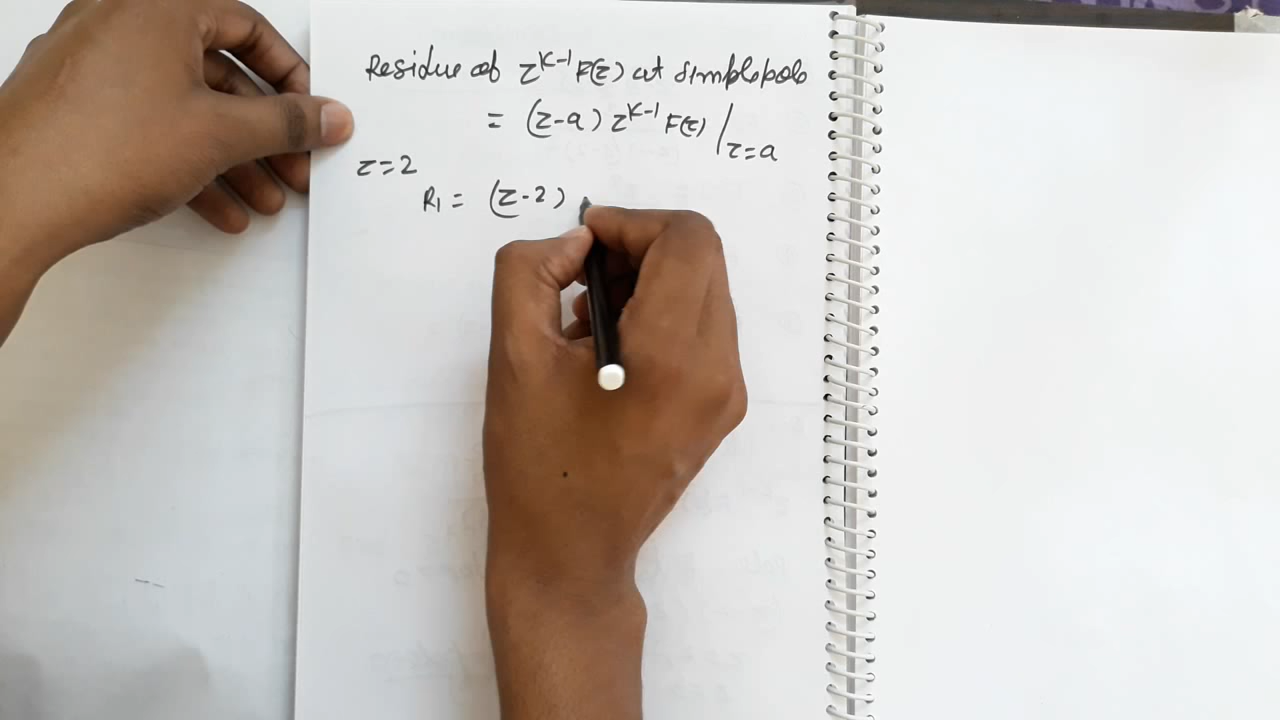 Residue of z^{k-1} F(z) at simple pole
= (z-a) z^{k-1} F(z) |_{z=a}
z=2
R₁ = (z-2)